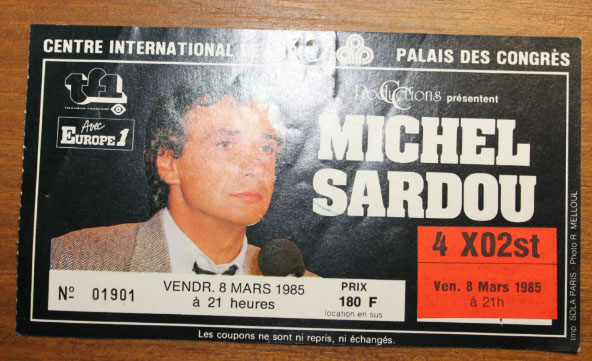 CENTRE INTERNATIONAL
PALAIS DES CONGRÈS
tf1
TÉLÉVISION FRANÇAISE
Avec
EUROPE 1
Productions présentent
MICHEL
SARDOU
4 X02st
Ven. 8 Mars 1985
à 21h
No 01901
VENDR. 8 MARS 1985
à 21 heures
PRIX
180 F
location en sus
Les coupons ne sont ni repris, ni échangés.
Imp. SOLA PARIS - Photo R. MELLOUL